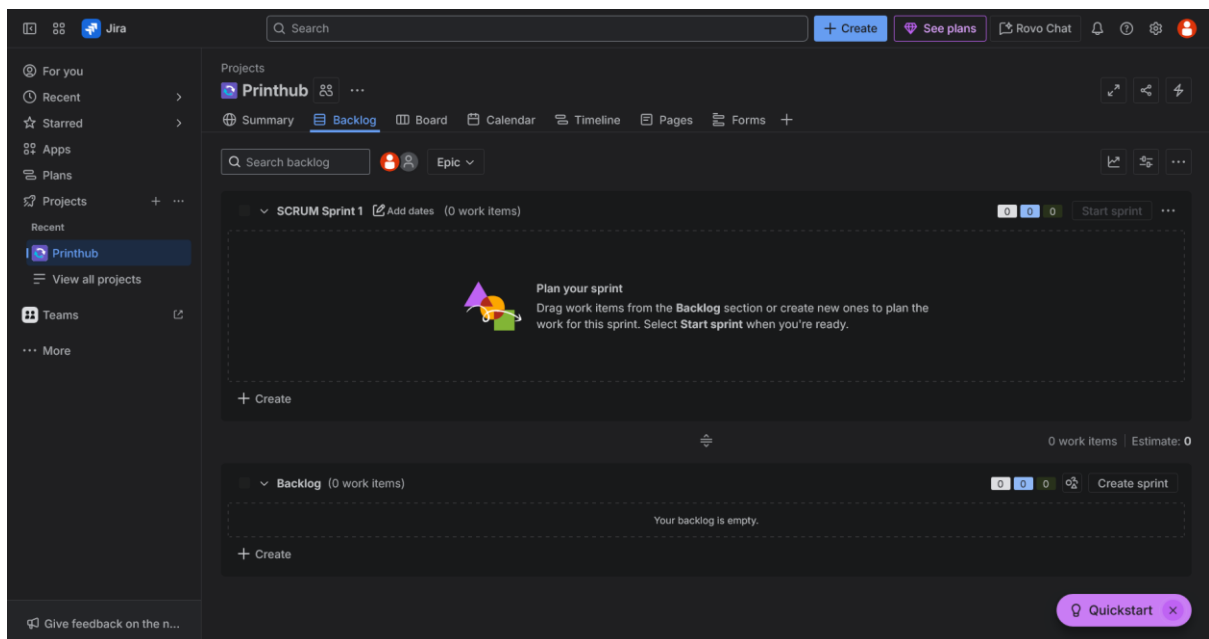 Jira
Search
+ Create
See plans
Rovo Chat
For you
Recent
Starred
Apps
Plans
Projects
Recent
Printhub
View all projects
Teams
More
Give feedback on the n...
Projects
Printhub
Summary
Backlog
Board
Calendar
Timeline
Pages
Forms
Search backlog
Epic
SCRUM Sprint 1 Add dates (0 work items)
0 0 0 Start sprint
Plan your sprint
Drag work items from the Backlog section or create new ones to plan the
work for this sprint. Select Start sprint when you're ready.
+ Create
0 work items Estimate: 0
Backlog (0 work items)
0 0 0 Create sprint
Your backlog is empty.
+ Create
Quickstart